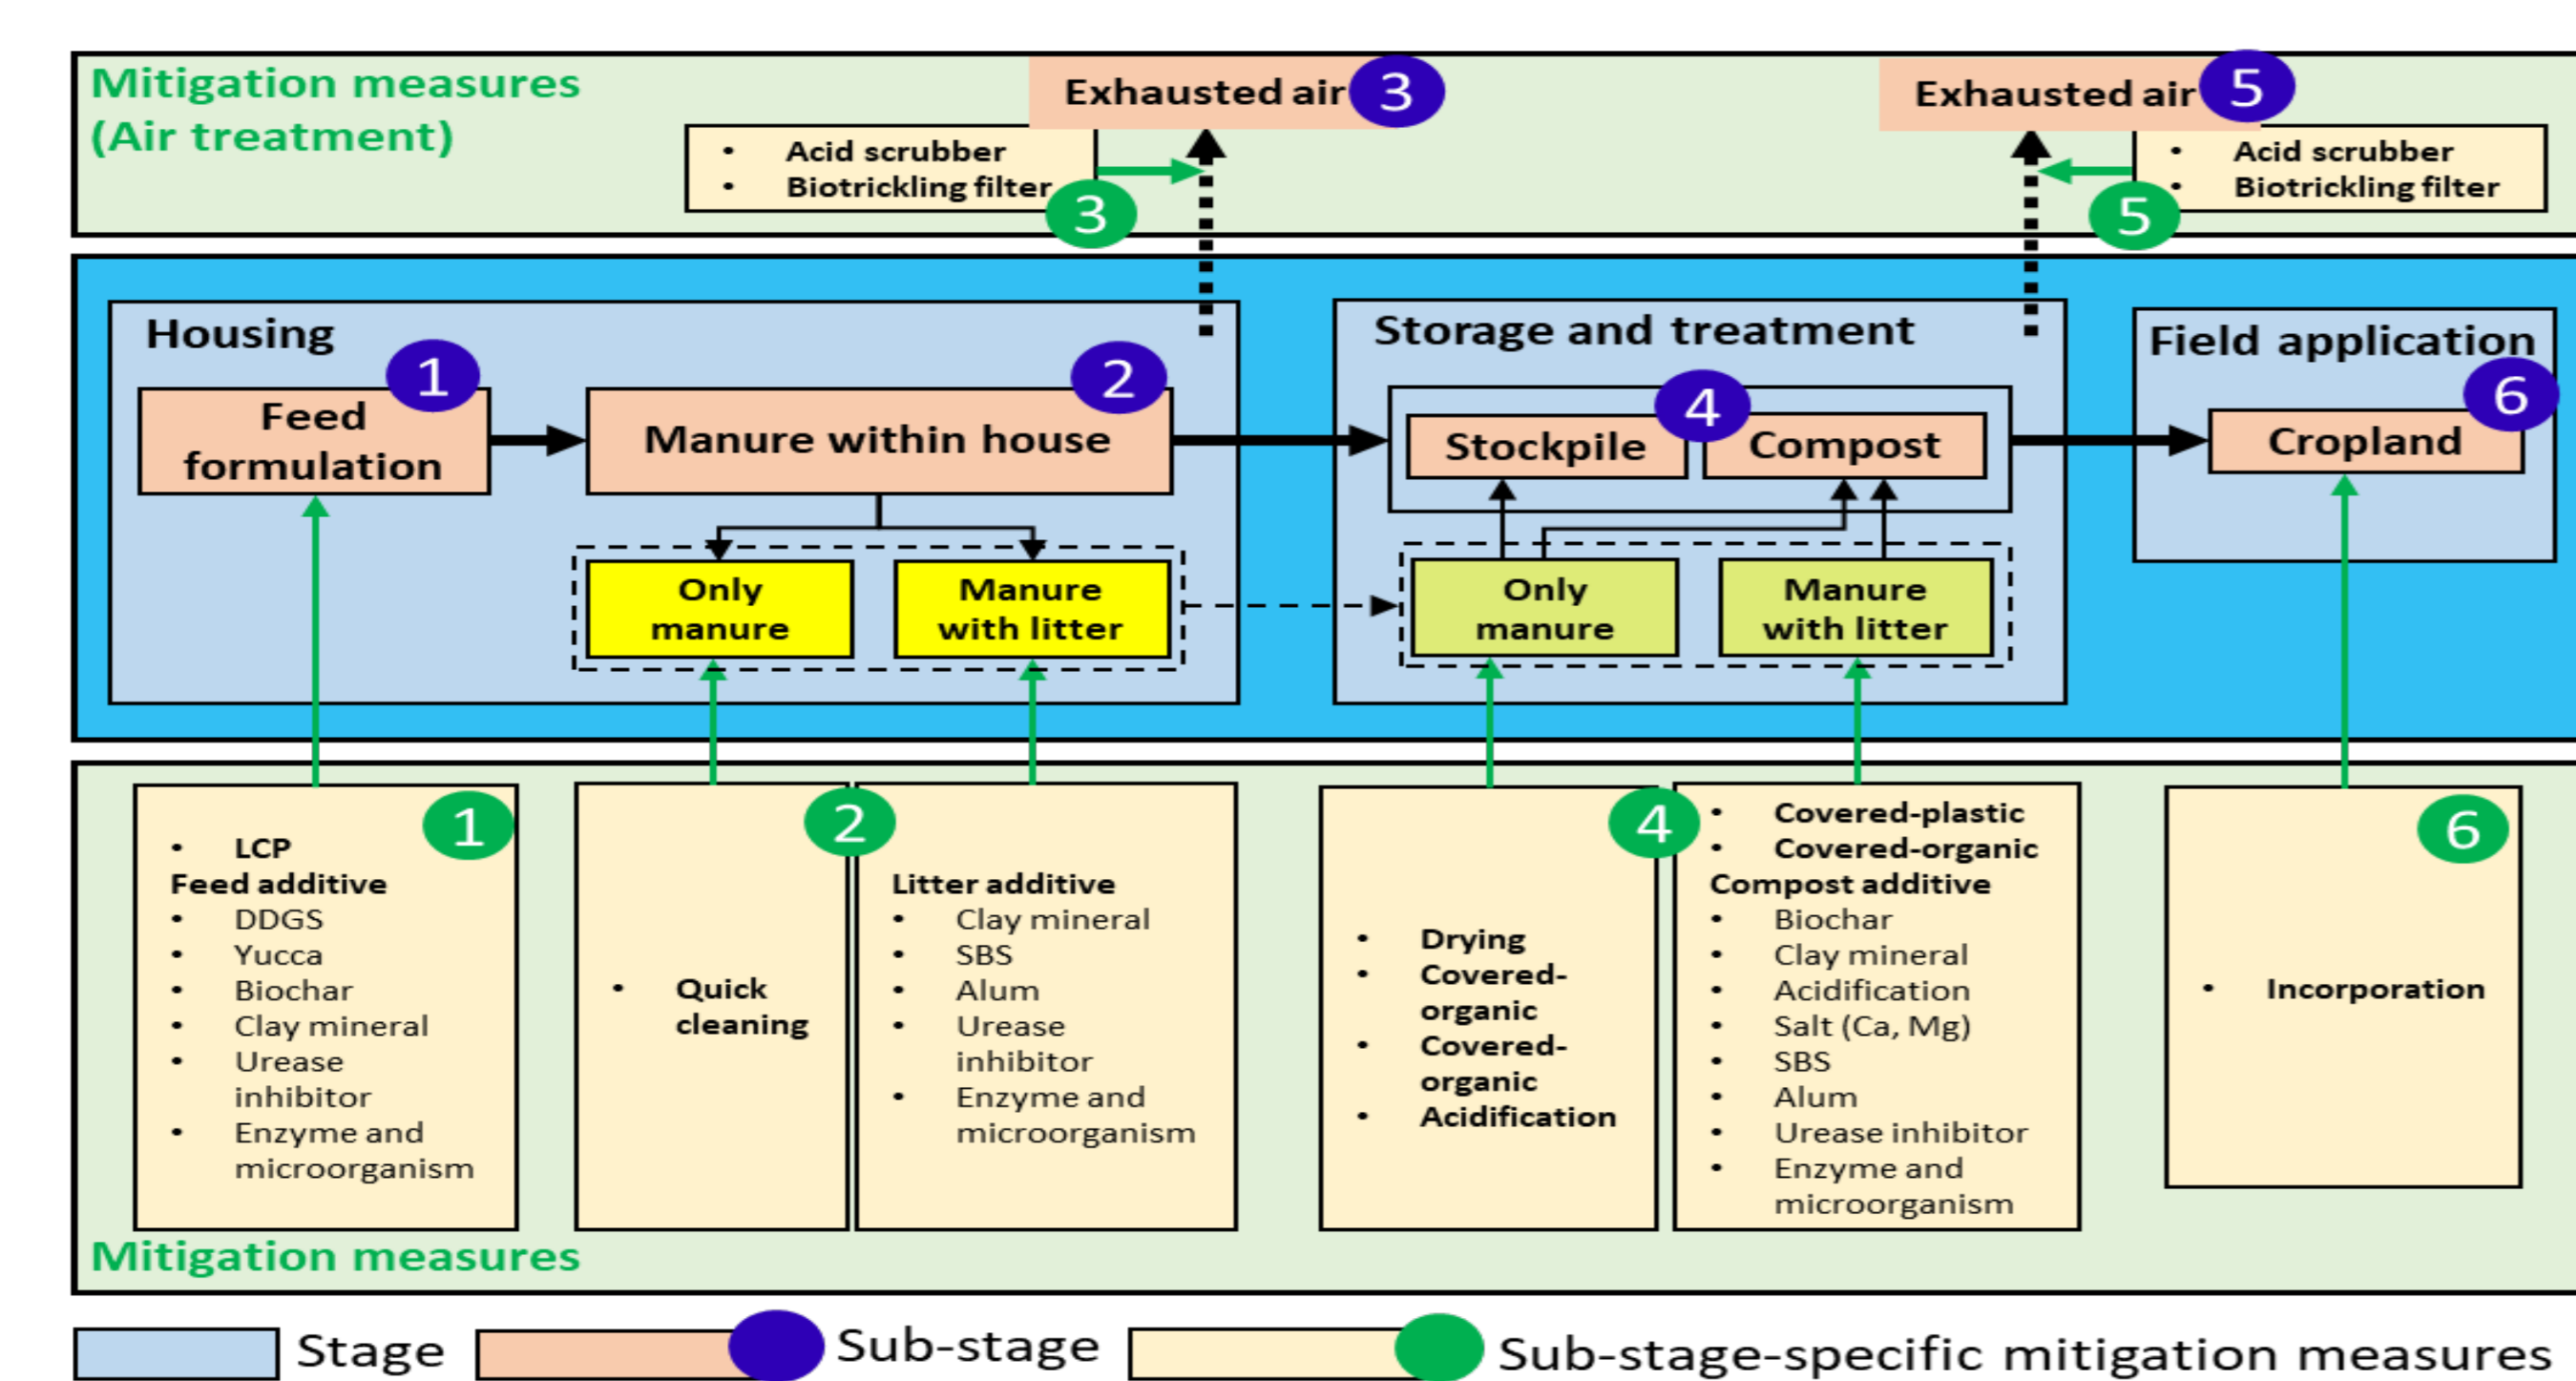 Mitigation measures
(Air treatment)
Exhausted air 3
• Acid scrubber
• Biotrickling filter
3
Exhausted air 5
• Acid scrubber
• Biotrickling filter
5
Housing
1
Feed
formulation
2
Manure within house
Only
manure
Manure
with litter
Storage and treatment
4
Stockpile
Compost
Only
manure
Manure
with litter
Field application
6
Cropland
1
• LCP
Feed additive
• DDGS
• Yucca
• Biochar
• Clay mineral
• Urease
inhibitor
• Enzyme and
microorganism
2
• Quick
cleaning
Litter additive
• Clay mineral
• SBS
• Alum
• Urease
inhibitor
• Enzyme and
microorganism
4
• Drying
• Covered-
organic
• Covered-
organic
• Acidification
• Covered-plastic
• Covered-organic
Compost additive
• Biochar
• Clay mineral
• Acidification
• Salt (Ca, Mg)
• SBS
• Alum
• Urease inhibitor
• Enzyme and
microorganism
6
• Incorporation
Mitigation measures
Stage
Sub-stage
Sub-stage-specific mitigation measures